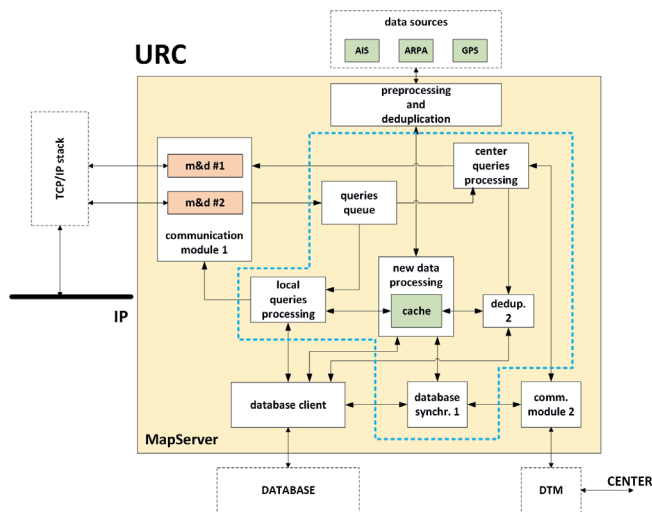 data sources
AIS
ARPA
GPS
URC
preprocessing
and
deduplication
TCP/IP stack
m&d #1
m&d #2
communication
module 1
queries
queue
center
queries
processing
local
queries
processing
new data
processing
cache
dedup.
2
IP
database client
database
synchr. 1
comm.
module 2
MapServer
DATABASE
DTM
CENTER